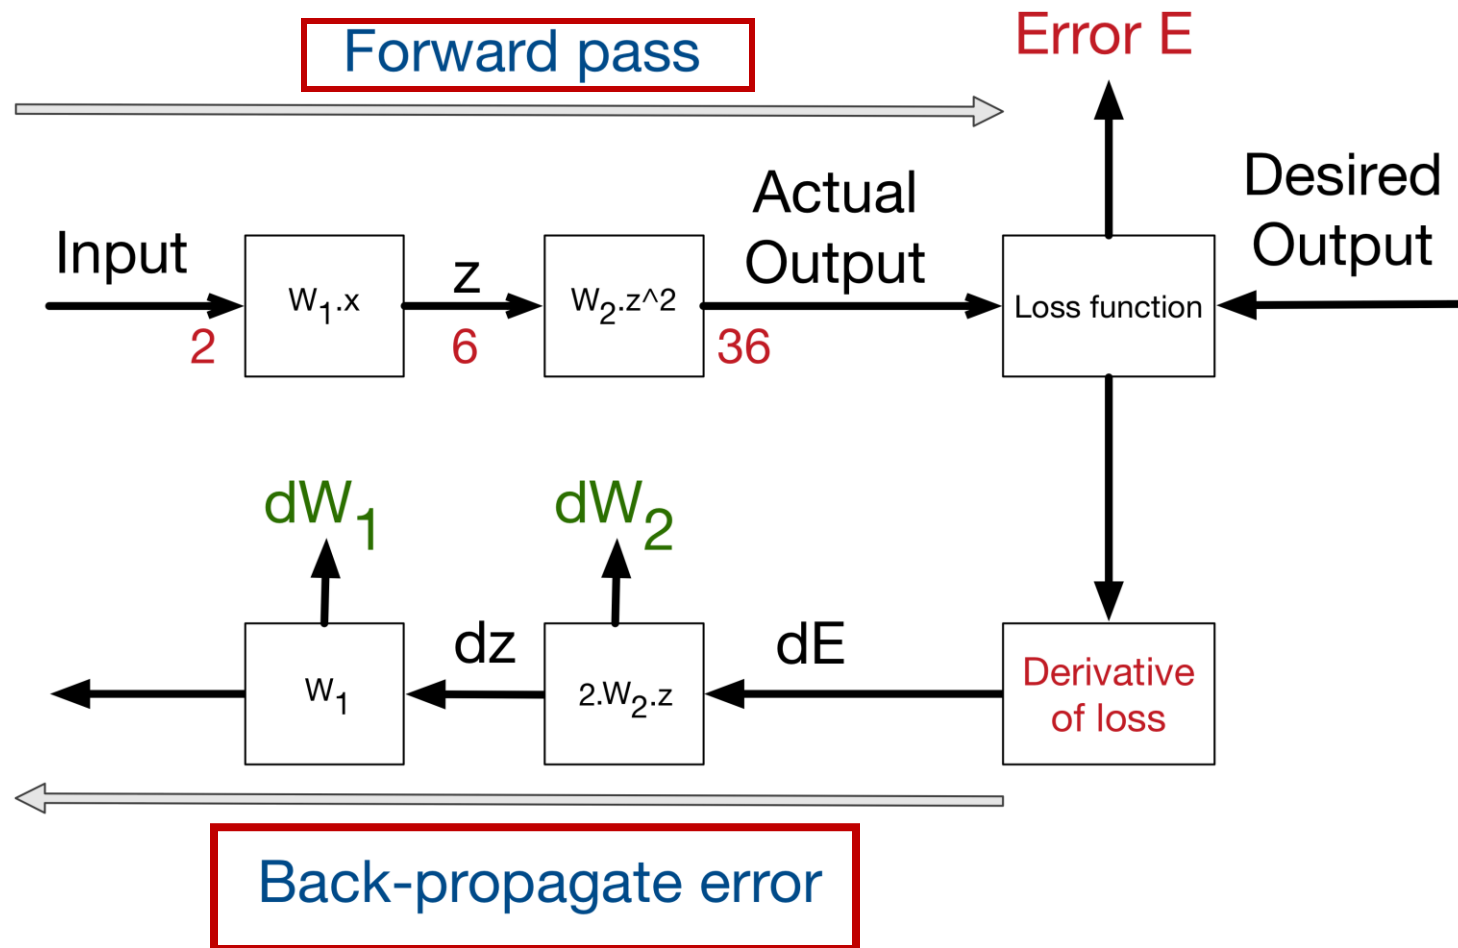 Forward pass
Error E
Actual
Output
Desired
Output
Input
z
W₁.x
W₂.z^2
Loss function
2
6
36
dW₁
dW₂
dz
dE
W₁
2.W₂.z
Derivative
of loss
Back-propagate error